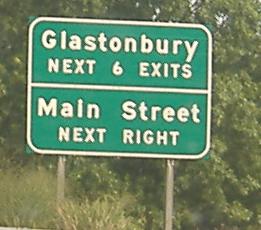 Glastonbury
NEXT 6 EXITS
Main Street
NEXT RIGHT